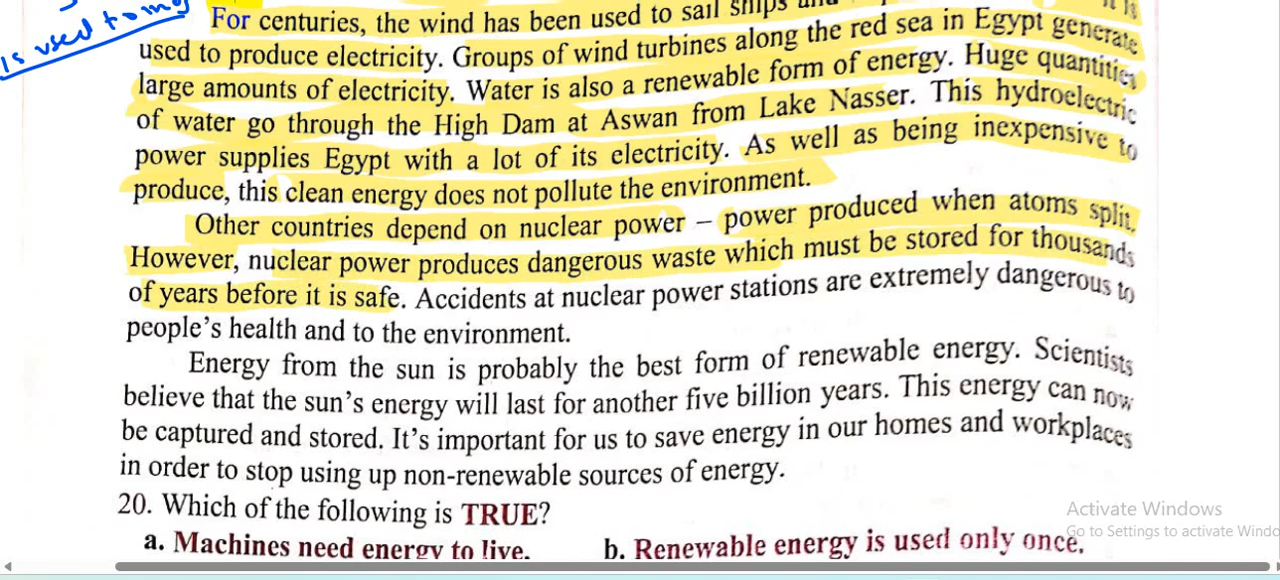 is used to
For centuries, the wind has been used to sail ships
used to produce electricity. Groups of wind turbines along the red sea in Egypt generate
large amounts of electricity. Water is also a renewable form of energy. Huge quantities
of water go through the High Dam at Aswan from Lake Nasser. This hydroelectric
power supplies Egypt with a lot of its electricity. As well as being inexpensive to
produce, this clean energy does not pollute the environment.
Other countries depend on nuclear power – power produced when atoms split.
However, nuclear power produces dangerous waste which must be stored for thousands
of years before it is safe. Accidents at nuclear power stations are extremely dangerous to
people's health and to the environment.
Energy from the sun is probably the best form of renewable energy. Scientists
believe that the sun's energy will last for another five billion years. This energy can now
be captured and stored. It's important for us to save energy in our homes and workplaces
in order to stop using up non-renewable sources of energy.
20. Which of the following is TRUE?
a. Machines need energy to live. b. Renewable energy is used only once.
Activate Windows
Go to Settings to activate